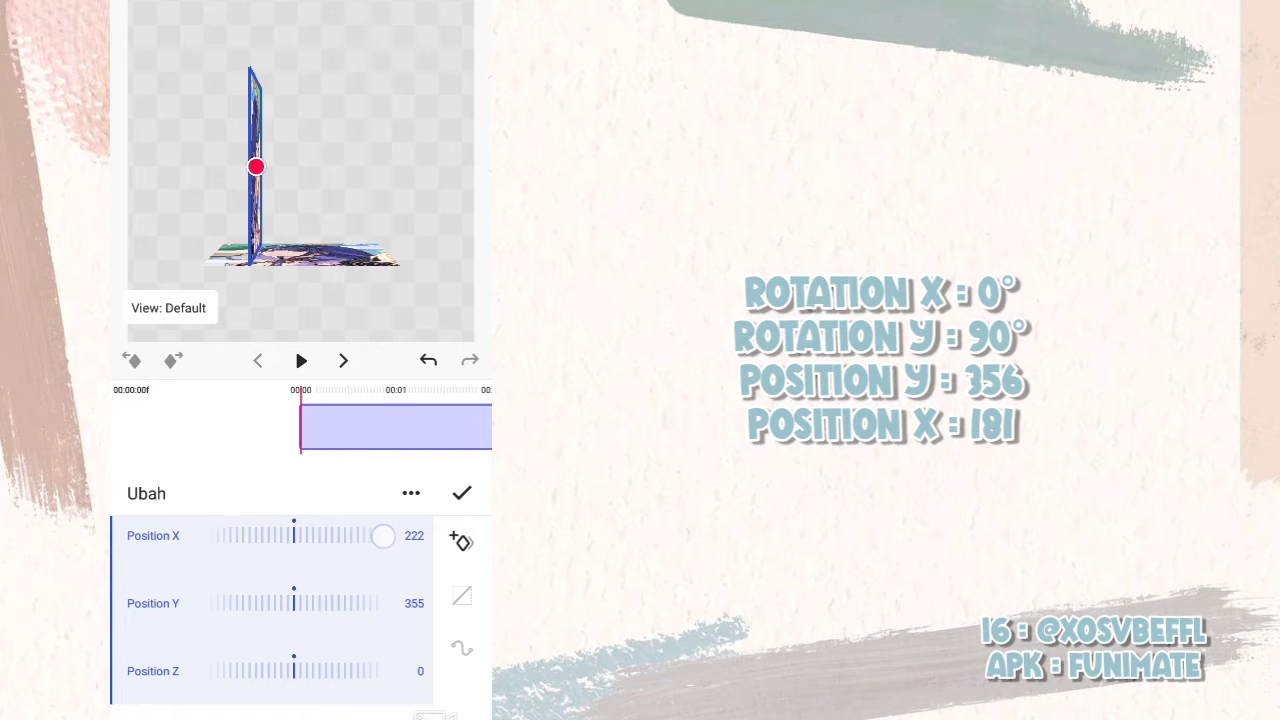 View: Default
00:00:00f
00:00
00:01
00:
Ubah
Position X
222
Position Y
355
Position Z
0
ROTATION X : 0°
ROTATION Y : 90°
POSITION Y : 356
POSITION X : 181
IG : @XOSVBEFFL
APK : FUNIMATE